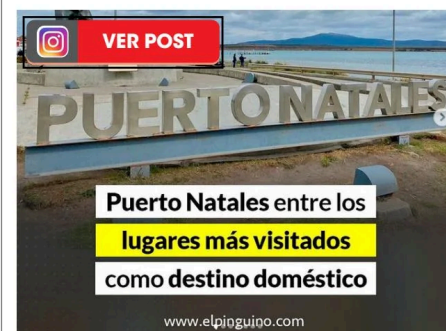 VER POST
PUERTO NATALES
Puerto Natales entre los
lugares más visitados
como destino doméstico
www.elpinguino.com